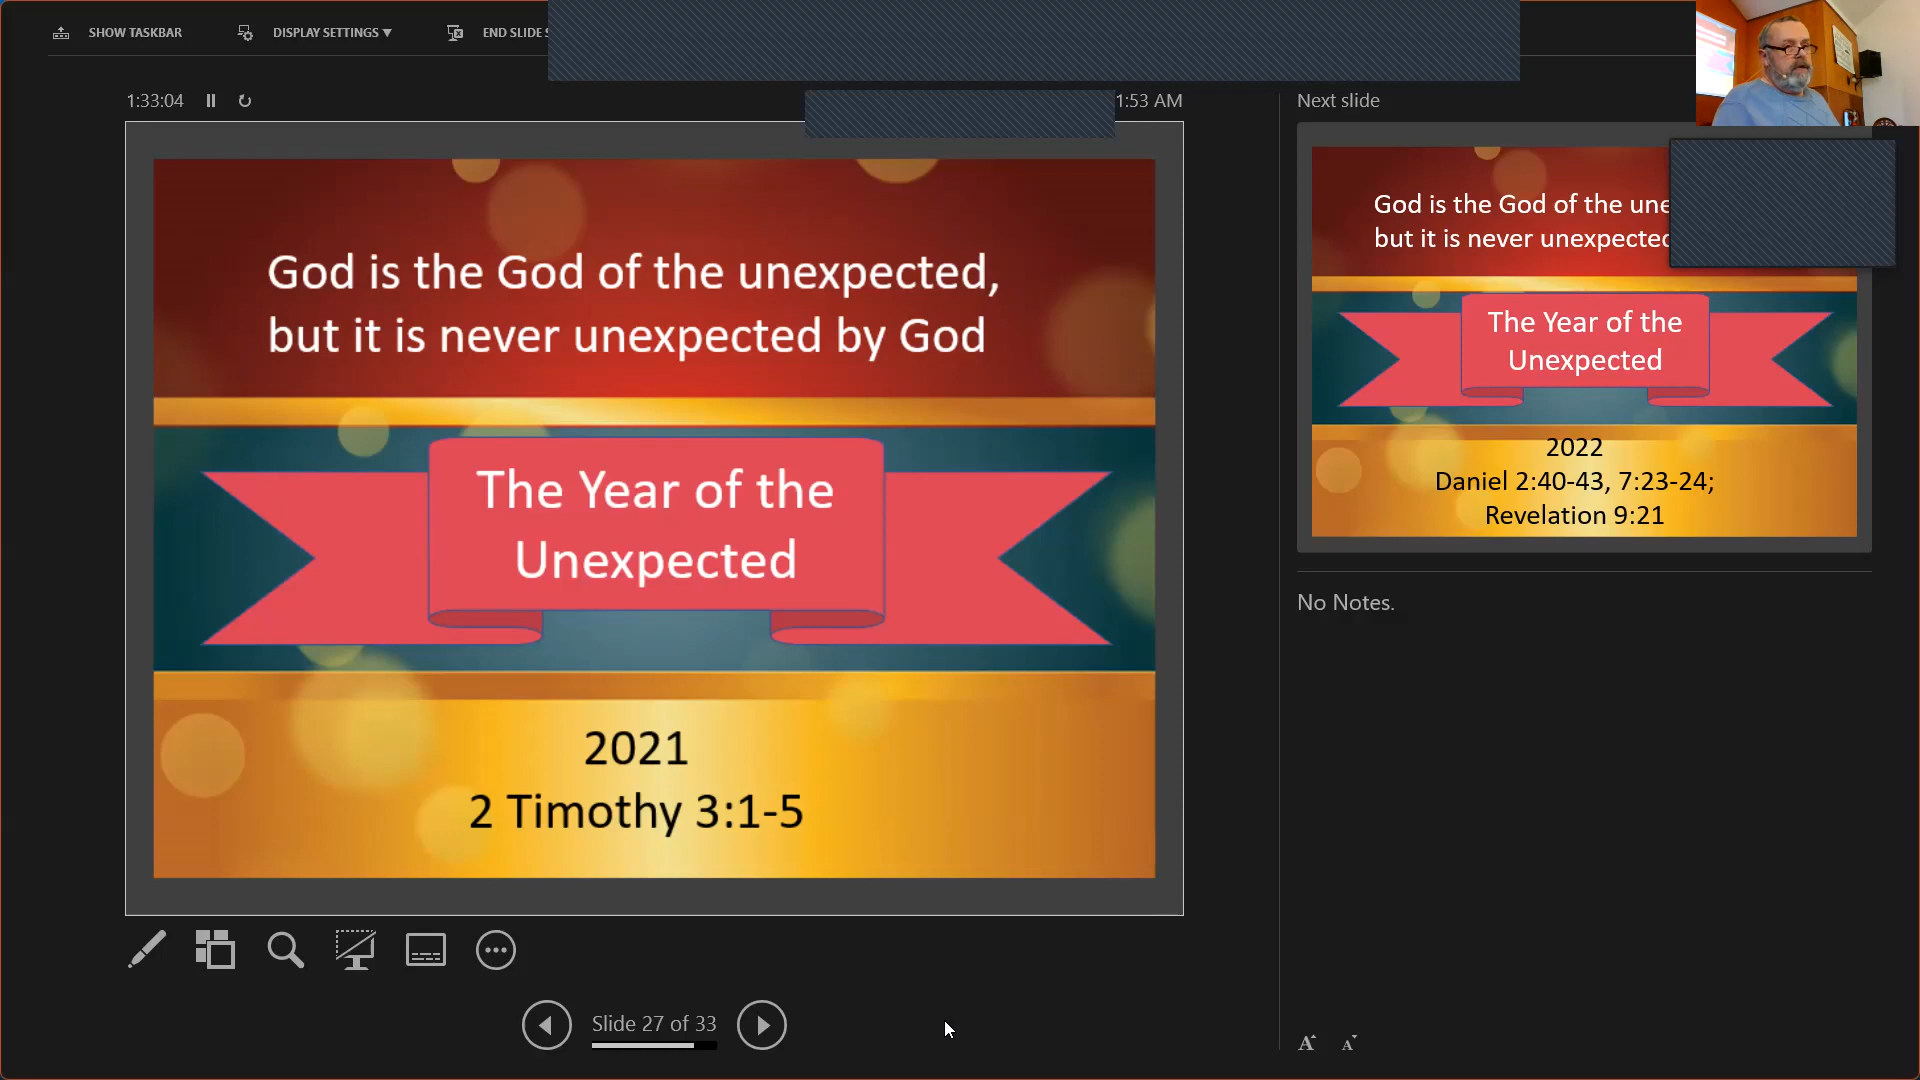 SHOW TASKBAR
DISPLAY SETTINGS ▼
END SLIDE
1:33:04
1:53 AM
Next slide
God is the God of the unexpected,
but it is never unexpected by God
The Year of the
Unexpected
2021
2 Timothy 3:1-5
God is the God of the
but it is never unexpected
The Year of the
Unexpected
2022
Daniel 2:40-43, 7:23-24;
Revelation 9:21
No Notes.
Slide 27 of 33
A A